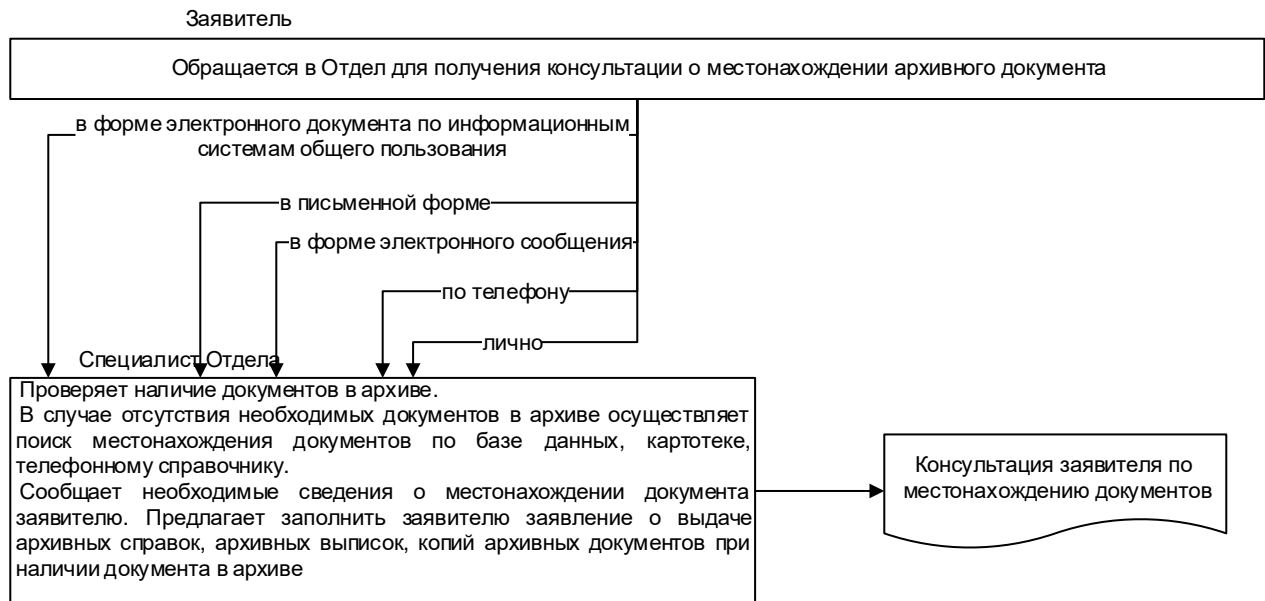 Заявитель
Обращается в Отдел для получения консультации о местонахождении архивного документа
в форме электронного документа по информационным
системам общего пользования
в письменной форме
в форме электронного сообщения
по телефону
лично
Специалист Отдела
Проверяет наличие документов в архиве.
В случае отсутствия необходимых документов в архиве осуществляет
поиск местонахождения документов по базе данных, картотеке,
телефонному справочнику.
Сообщает необходимые сведения о местонахождении документа
заявителю. Предлагает заполнить заявителю заявление о выдаче
архивных справок, архивных выписок, копий архивных документов при
наличии документа в архиве
Консультация заявителя по
местонахождению документов